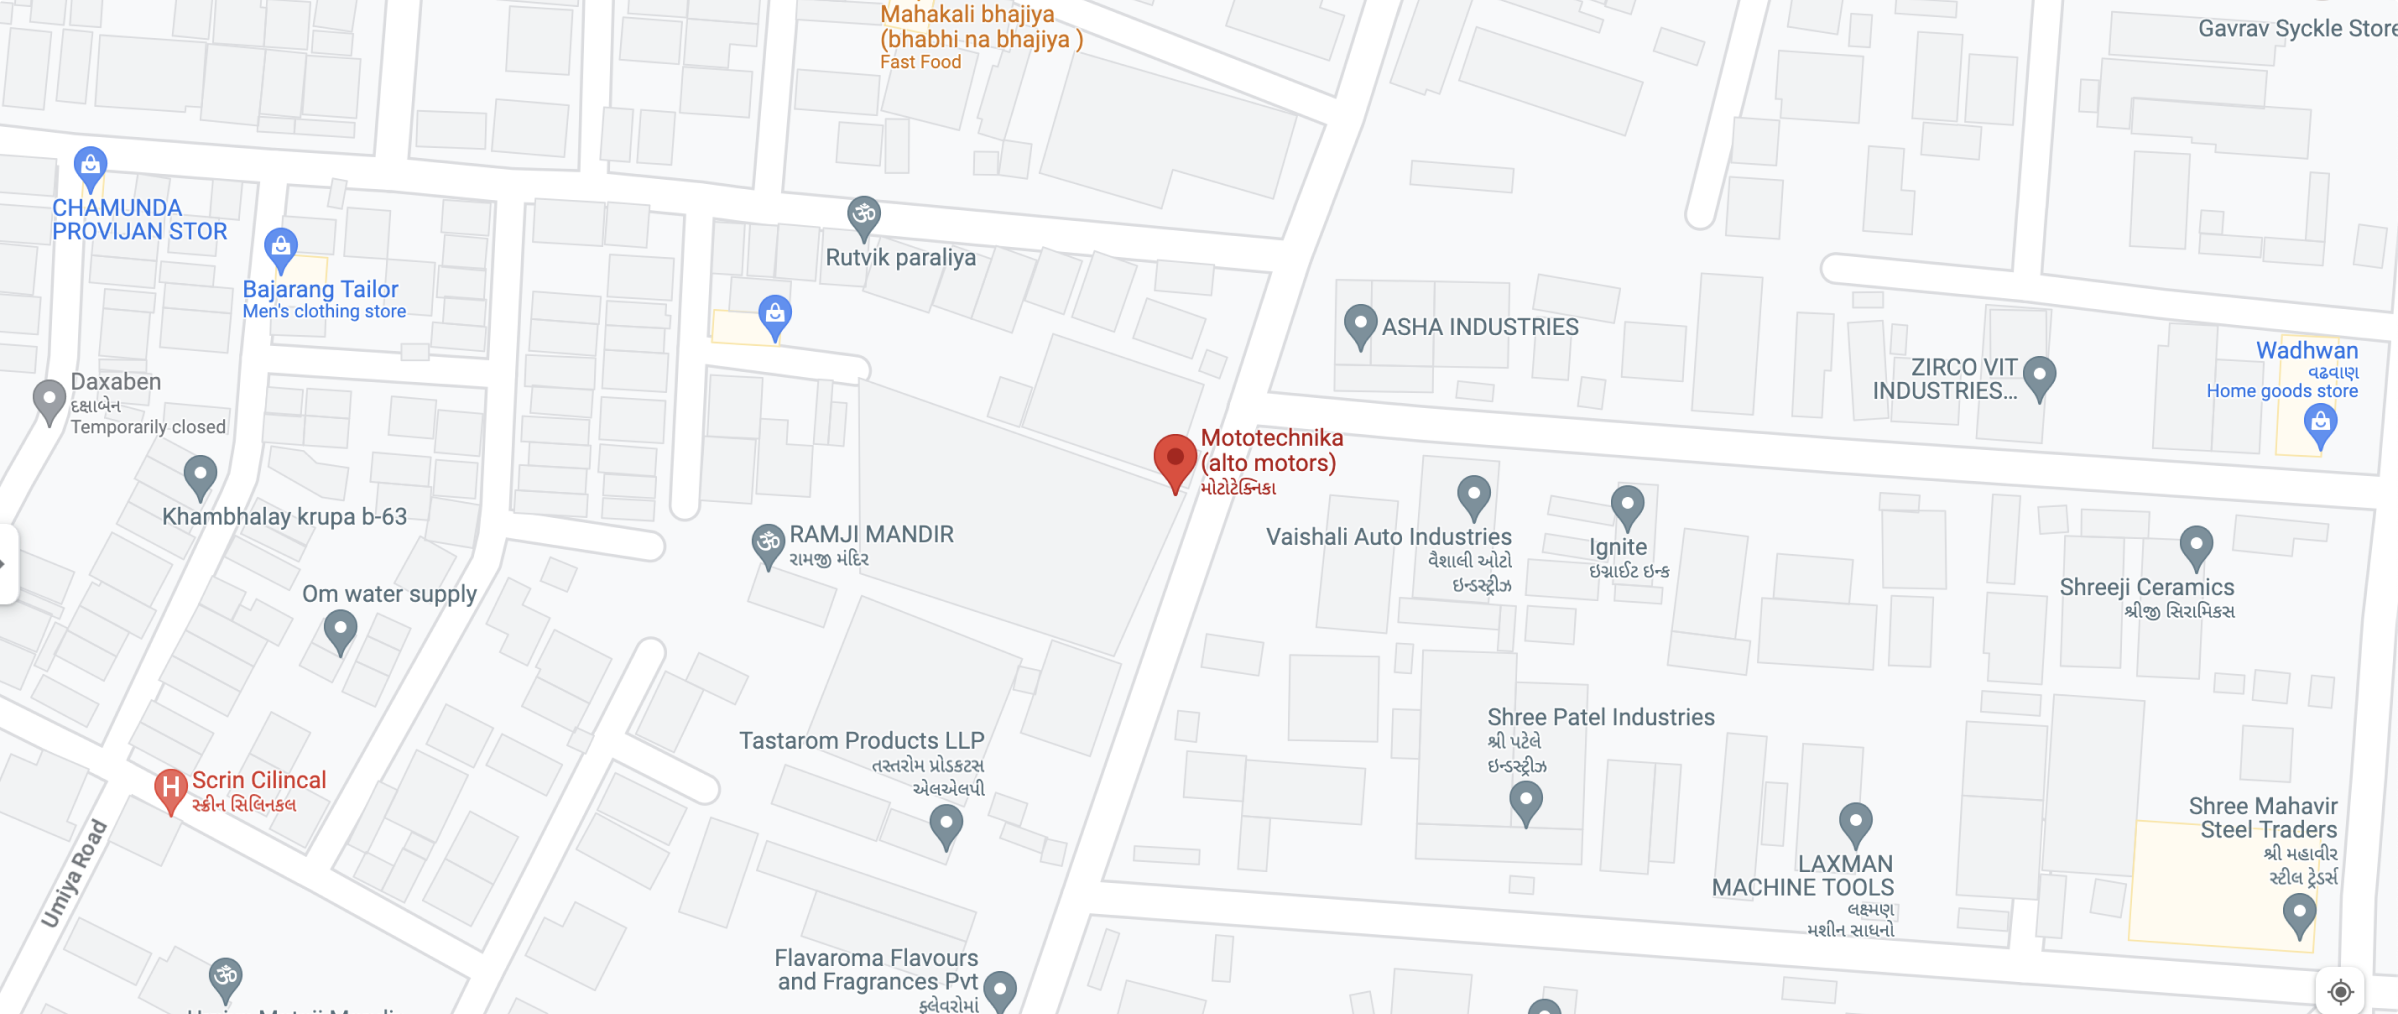 Mahakali bhajiya
(bhabhi na bhajiya )
Fast Food
Gavrav Syckle Store
CHAMUNDA
PROVIJAN STOR
Rutvik paraliya
Bajarang Tailor
Men's clothing store
ASHA INDUSTRIES
ZIRCO VIT
INDUSTRIES...
Wadhwan
વઢવાણ
Home goods store
Daxaben
દક્ષાબેન
Temporarily closed
Mototechnika
(alto motors)
મોટોટેક્નિકા
Khambhalay krupa b-63
RAMJI MANDIR
રામજી મંદિર
Vaishali Auto Industries
વૈશાલી ઓટો
ઇન્ડસ્ટ્રીઝ
Ignite
ઇગ્નાઈટ ઇન્ક
Om water supply
Shreeji Ceramics
શ્રીજી સિરામિકસ
Tastarom Products LLP
તસ્તરોમ પ્રોડકટસ
એલએલપી
Shree Patel Industries
શ્રી પટેલ
ઇન્ડસ્ટ્રીઝ
Scrin Cilincal
સ્ક્રીન સિલિનકલ
Umiya Road
LAXMAN
MACHINE TOOLS
લક્ષ્મણ
મશીન સાધનો
Shree Mahavir
Steel Traders
શ્રી મહાવીર
સ્ટીલ ટ્રેડર્સ
Flavaroma Flavours
and Fragrances Pvt
ફ્લેવરોમાં